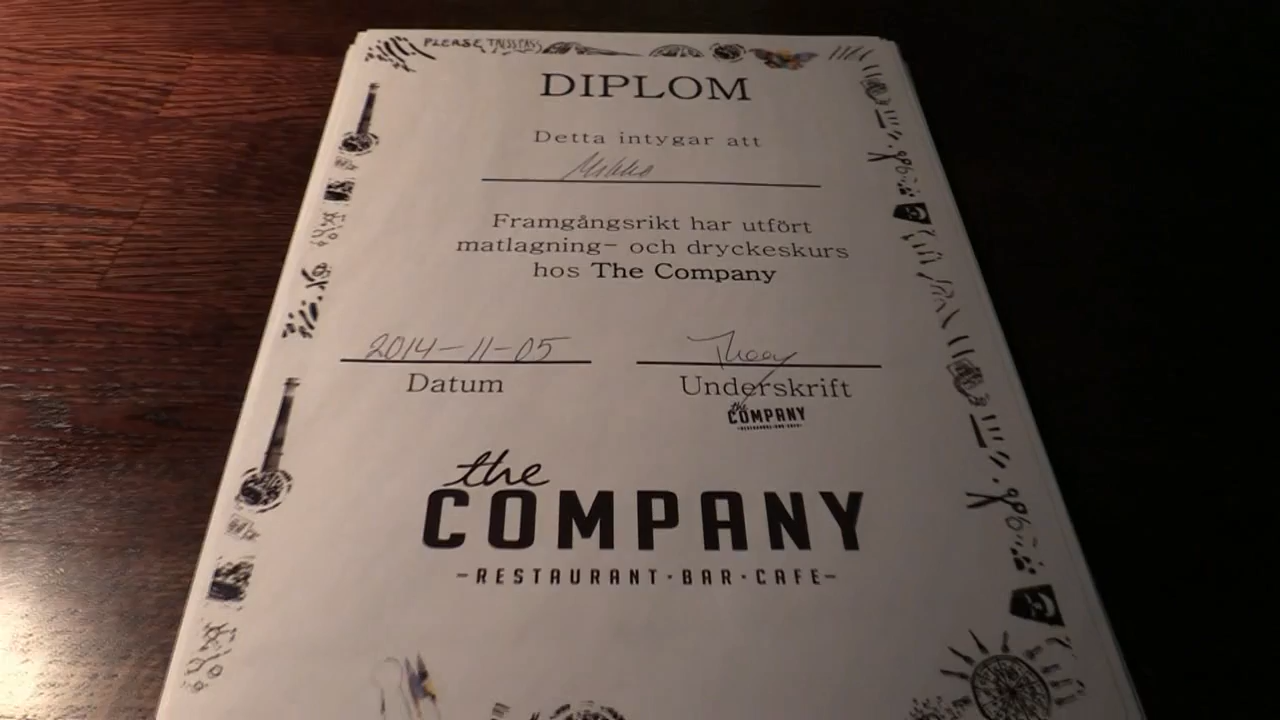 PLEASE TRESSPASS
DIPLOM
Detta intygar att
Framgångsrikt har utfört
matlagning- och dryckeskurs
hos The Company
2014-11-05
Datum
Underskrift
the
COMPANY
the
COMPANY
-RESTAURANT·BAR·CAFE-